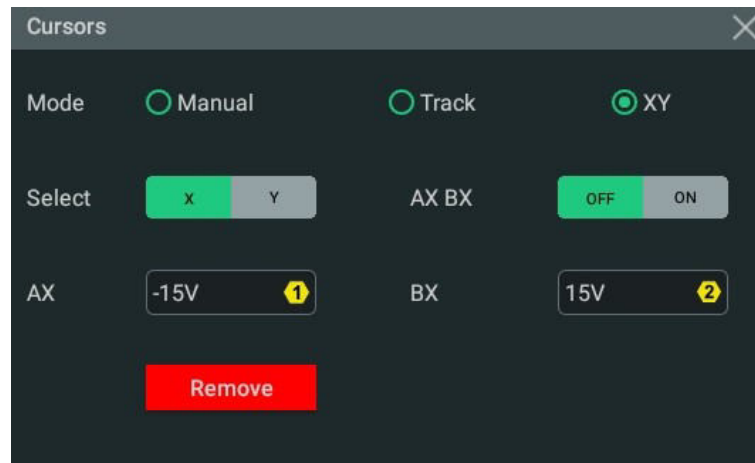 Cursors
Mode Manual Track XY
Select X Y AX BX OFF ON
AX -15V 1 BX 15V 2
Remove